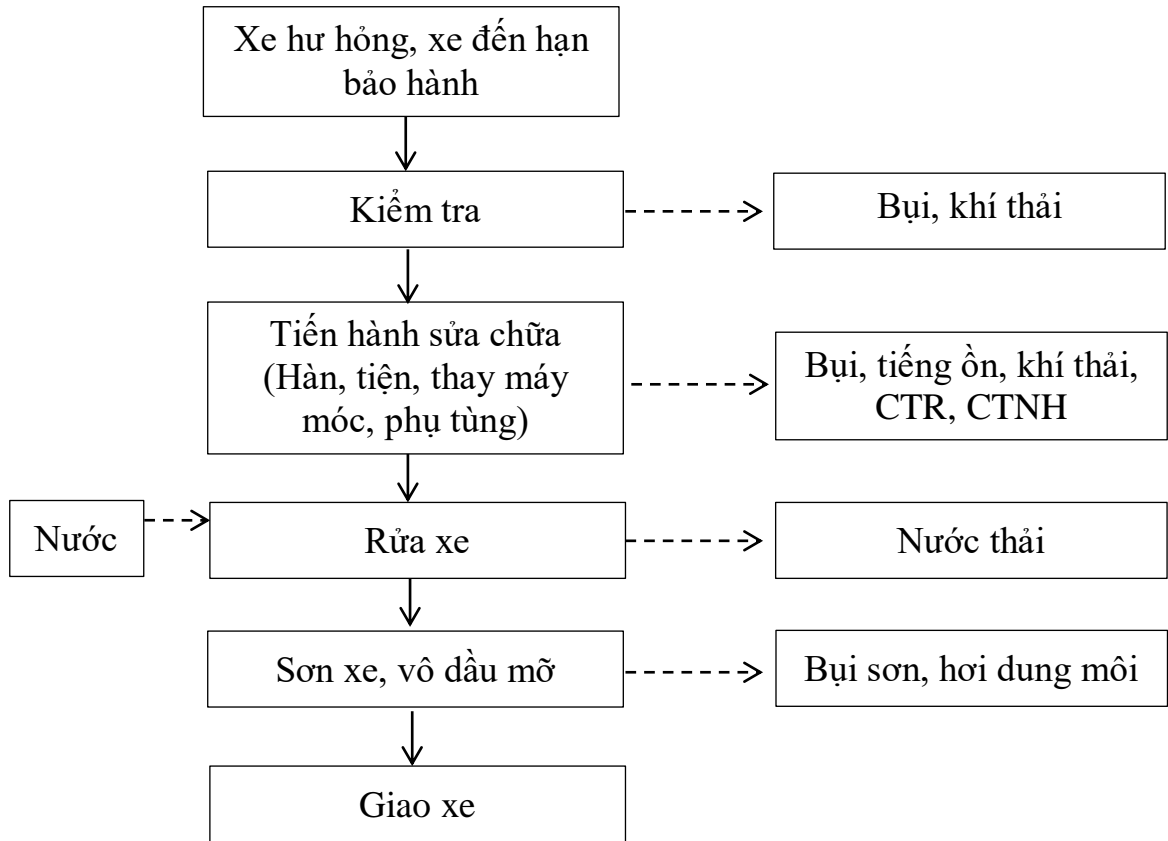 Xe hư hỏng, xe đến hạn
bảo hành
Kiểm tra
Bụi, khí thải
Tiến hành sửa chữa
(Hàn, tiện, thay máy
móc, phụ tùng)
Bụi, tiếng ồn, khí thải,
CTR, CTNH
Nước
Rửa xe
Nước thải
Sơn xe, vô dầu mỡ
Bụi sơn, hơi dung môi
Giao xe